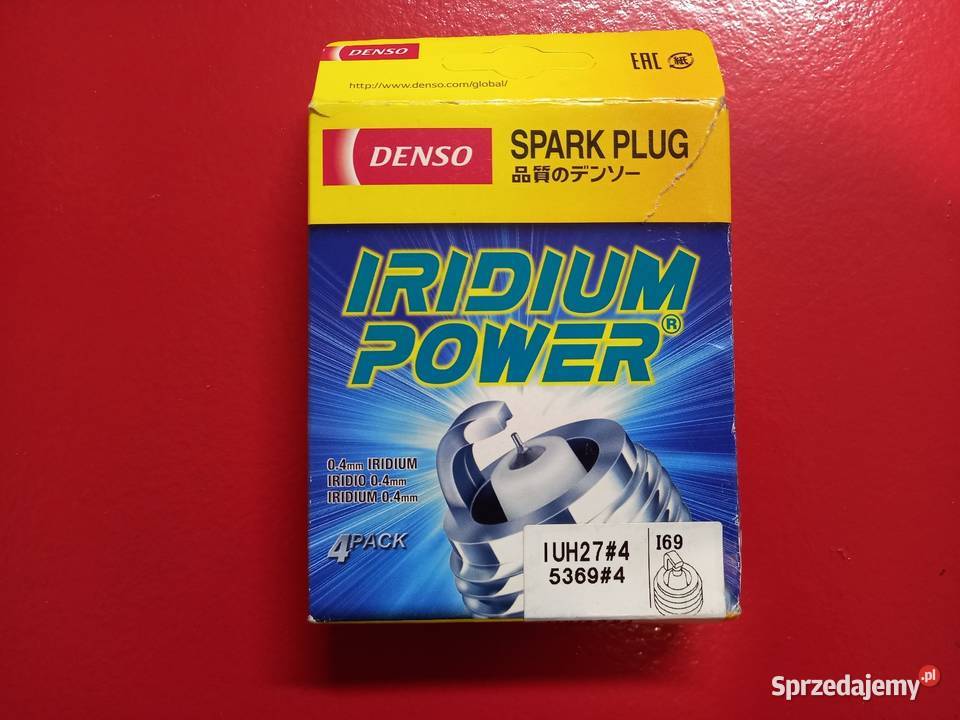 DENSO
EAC
紙
http://www.denso.com/global/
DENSO
SPARK PLUG
品質のデンソー
IRIDIUM
POWER®
0.4mm IRIDIUM
IRIDIO 0.4mm
IRIDIUM 0.4mm
4PACK
IUH27#4
5369#4
I69
Sprzedajemy.pl